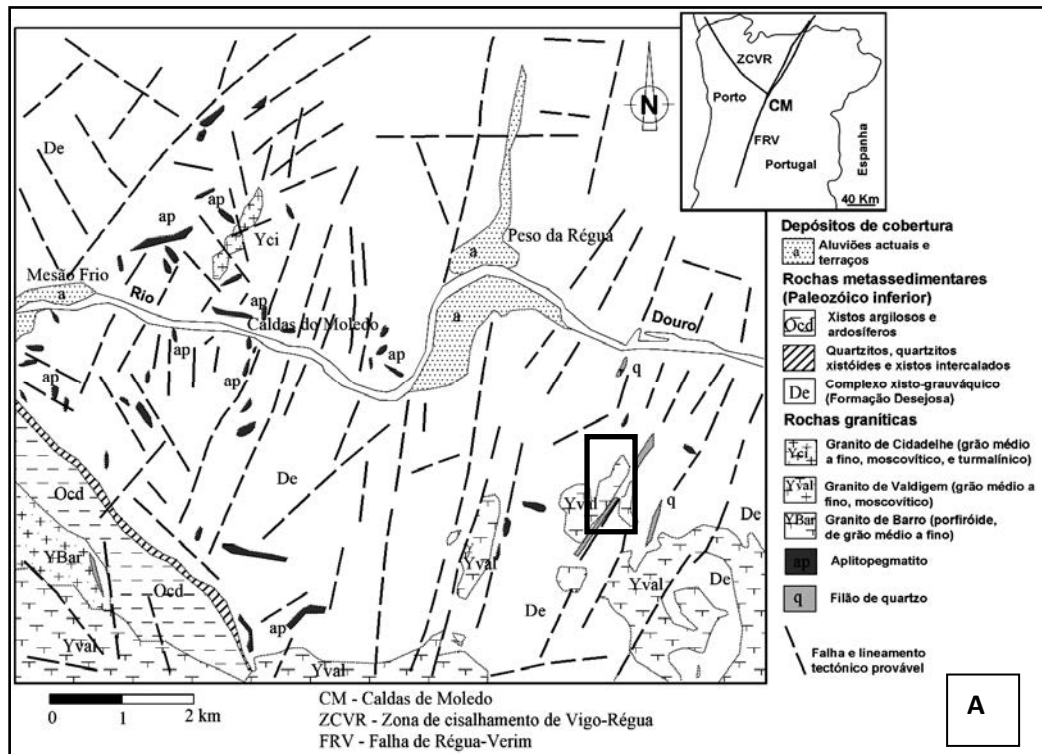 ZCVR
Porto
CM
FRV
Portugal
Espanha
40 Km
N
De
ap
ap
Yci
ap
Peso da Régua
a
Mesão Frio
a
Rio
ap
Caldas do Moledo
a
Douro
ap
ap
ap
ap
q
De
De
Ocd
Yval
q
De
YBar
Yval
Yval
De
Ocd
De
De
ap
Yval
Yval
Depósitos de cobertura
a
Aluviões actuais e
terraços
Rochas metassedimentares
(Paleozóico inferior)
Ocd
Xistos argilosos e
ardosíferos
Quartzitos, quartzitos
xistóides e xistos intercalados
De
Complexo xisto-grauváquico
(Formação Desejosa)
Rochas graníticas
Yci
Granito de Cidadelhe (grão médio
a fino, moscovítico, e turmalínico)
Yval
Granito de Valdigem (grão médio a
fino, moscovítico)
YBar
Granito de Barro (porfiróide,
de grão médio a fino)
ap
Aplitopegmatito
q
Filão de quartzo
Falha e lineamento
tectónico provável
0 1 2 km
CM - Caldas de Moledo
ZCVR - Zona de cisalhamento de Vigo-Régua
FRV - Falha de Régua-Verim
A